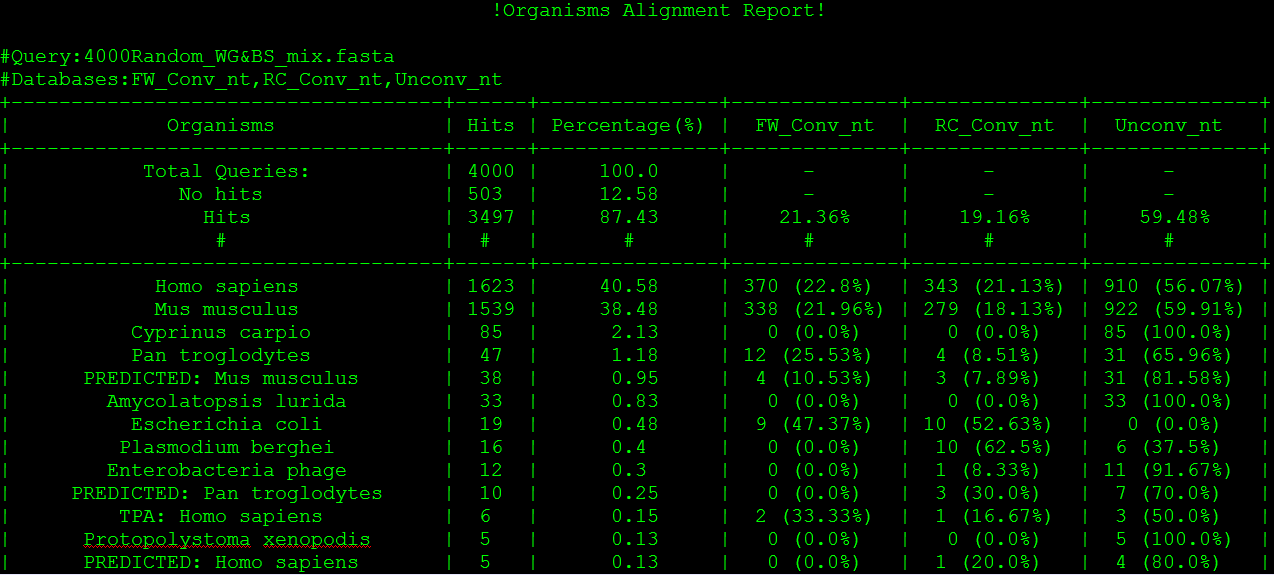 !Organisms Alignment Report!
#Query:4000Random_WG&BS_mix.fasta
#Databases:FW_Conv_nt,RC_Conv_nt,Unconv_nt
+------------------------------------+------+---------------+--------------+--------------+--------------+
| Organisms | Hits | Percentage(%) | FW_Conv_nt | RC_Conv_nt | Unconv_nt |
+------------------------------------+------+---------------+--------------+--------------+--------------+
| Total Queries: | 4000 | 100.0 | - | - | - |
| No hits | 503 | 12.58 | - | - | - |
| Hits | 3497 | 87.43 | 21.36% | 19.16% | 59.48% |
| # | # | # | # | # | # |
+------------------------------------+------+---------------+--------------+--------------+--------------+
| Homo sapiens | 1623 | 40.58 | 370 (22.8%) | 343 (21.13%) | 910 (56.07%) |
| Mus musculus | 1539 | 38.48 | 338 (21.96%) | 279 (18.13%) | 922 (59.91%) |
| Cyprinus carpio | 85 | 2.13 | 0 (0.0%) | 0 (0.0%) | 85 (100.0%) |
| Pan troglodytes | 47 | 1.18 | 12 (25.53%) | 4 (8.51%) | 31 (65.96%) |
| PREDICTED: Mus musculus | 38 | 0.95 | 4 (10.53%) | 3 (7.89%) | 31 (81.58%) |
| Amycolatopsis lurida | 33 | 0.83 | 0 (0.0%) | 0 (0.0%) | 33 (100.0%) |
| Escherichia coli | 19 | 0.48 | 9 (47.37%) | 10 (52.63%) | 0 (0.0%) |
| Plasmodium berghei | 16 | 0.4 | 0 (0.0%) | 10 (62.5%) | 6 (37.5%) |
| Enterobacteria phage | 12 | 0.3 | 0 (0.0%) | 1 (8.33%) | 11 (91.67%) |
| PREDICTED: Pan troglodytes | 10 | 0.25 | 0 (0.0%) | 3 (30.0%) | 7 (70.0%) |
| TPA: Homo sapiens | 6 | 0.15 | 2 (33.33%) | 1 (16.67%) | 3 (50.0%) |
| Protopolystoma xenopodis | 5 | 0.13 | 0 (0.0%) | 0 (0.0%) | 5 (100.0%) |
| PREDICTED: Homo sapiens | 5 | 0.13 | 0 (0.0%) | 1 (20.0%) | 4 (80.0%) |